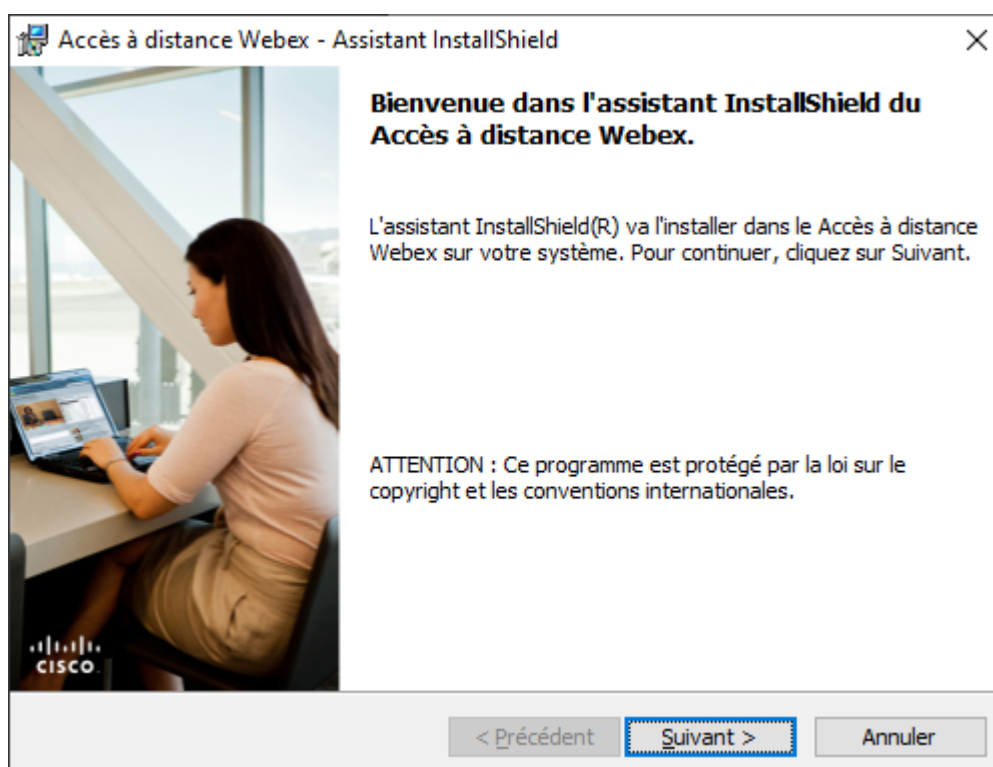 Accès à distance Webex - Assistant InstallShield
Bienvenue dans l'assistant InstallShield du
Accès à distance Webex.
L'assistant InstallShield(R) va l'installer dans le Accès à distance
Webex sur votre système. Pour continuer, cliquez sur Suivant.
ATTENTION : Ce programme est protégé par la loi sur le
copyright et les conventions internationales.
CISCO
< Précédent
Suivant >
Annuler